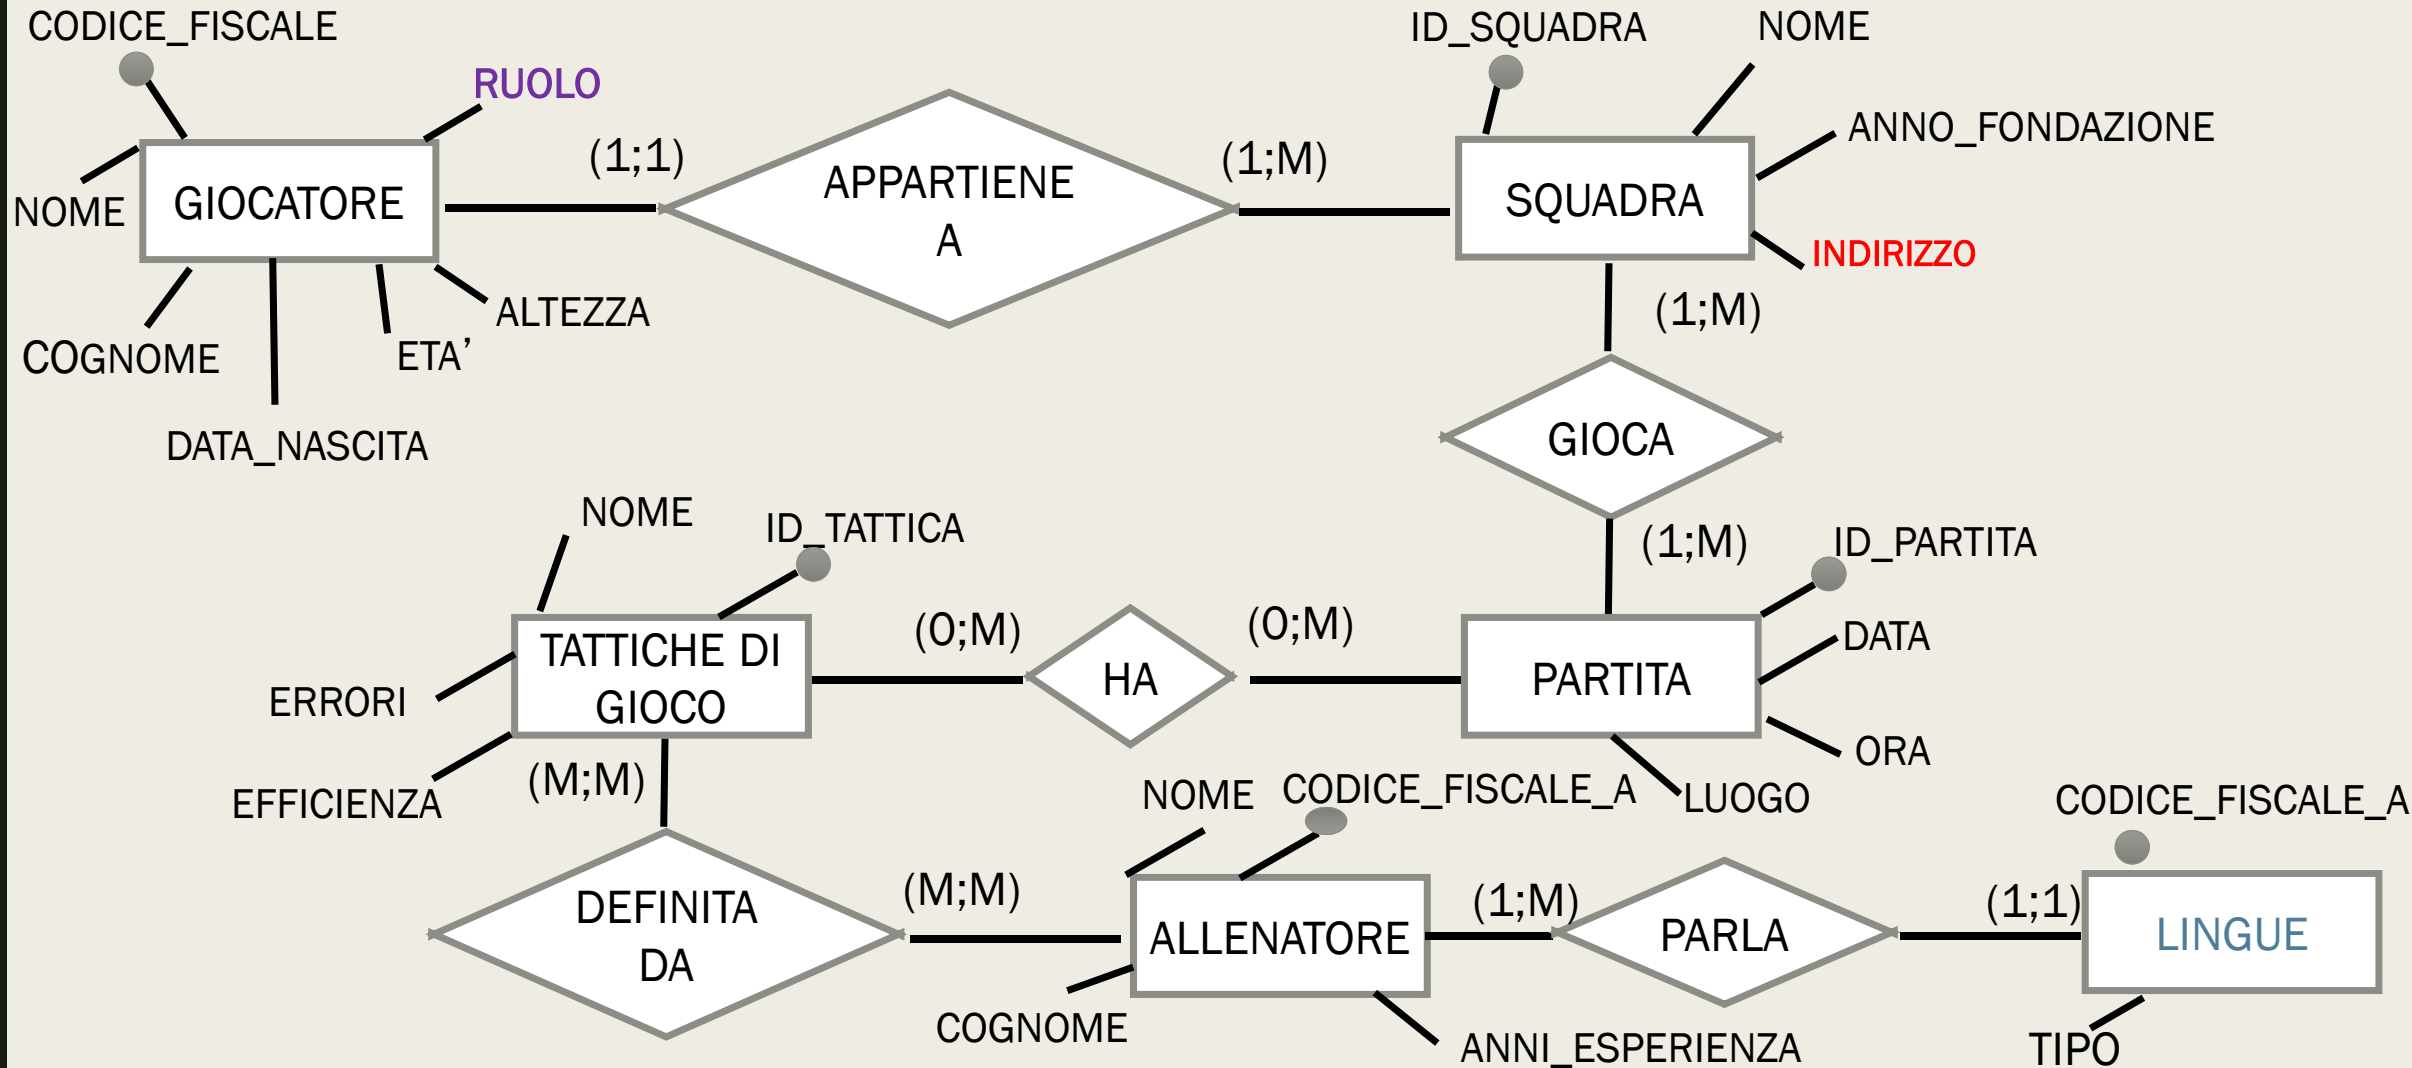 CODICE_FISCALE
ID_SQUADRA
NOME
RUOLO
ANNO_FONDAZIONE
(1;1)
(1;M)
APPARTIENE
A
GIOCATORE
SQUADRA
NOME
INDIRIZZO
ALTEZZA
(1;M)
COGNOME
ETA’
DATA_NASCITA
GIOCA
NOME
ID_TATTICA
(1;M)
ID_PARTITA
(0;M)
(0;M)
DATA
TATTICHE DI
GIOCO
HA
PARTITA
ERRORI
ORA
EFFICIENZA
(M;M)
NOME
CODICE_FISCALE_A
LUOGO
CODICE_FISCALE_A
DEFINITA
DA
(M;M)
ALLENATORE
(1;M)
PARLA
(1;1)
LINGUE
COGNOME
ANNI_ESPERIENZA
TIPO